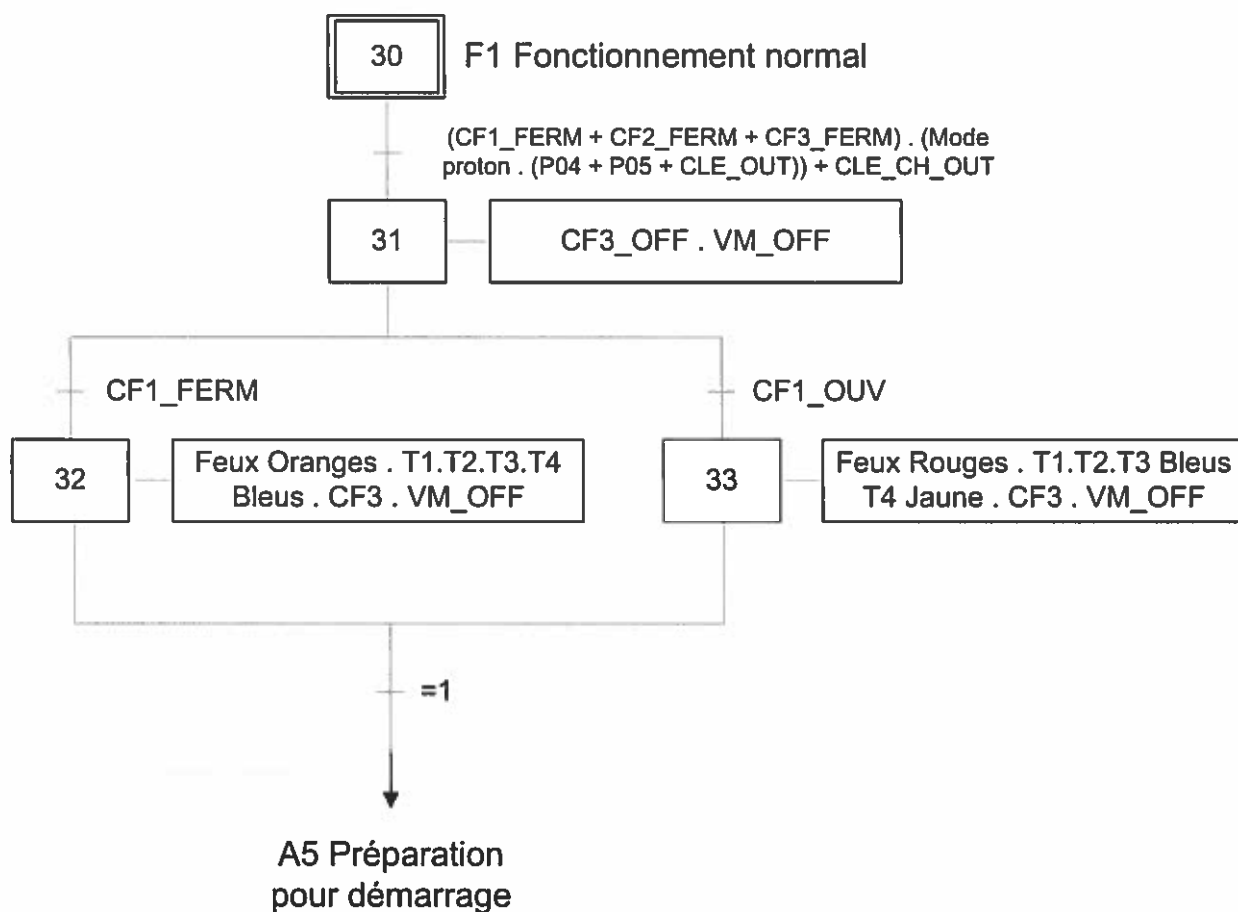 30
F1 Fonctionnement normal
(CF1_FERM + CF2_FERM + CF3_FERM) . (Mode
proton . (P04 + P05 + CLE_OUT)) + CLE_CH_OUT
31
CF3_OFF . VM_OFF
CF1_FERM
CF1_OUV
32
Feux Oranges . T1.T2.T3.T4
Bleus . CF3 . VM_OFF
33
Feux Rouges . T1.T2.T3 Bleus
T4 Jaune . CF3 . VM_OFF
=1
A5 Préparation
pour démarrage